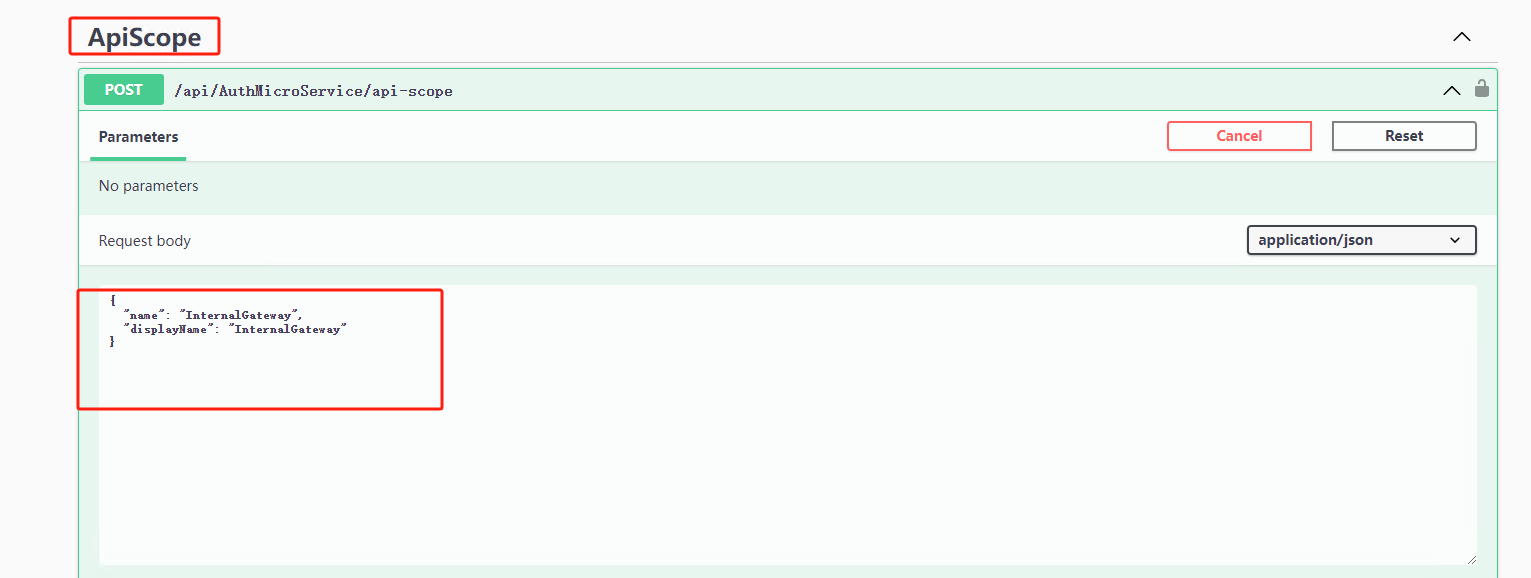 ApiScope
POST /api/AuthMicroService/api-scope
Parameters
Cancel
Reset
No parameters
Request body
application/json
{
"name": "InternalGateway",
"displayName": "InternalGateway"
}